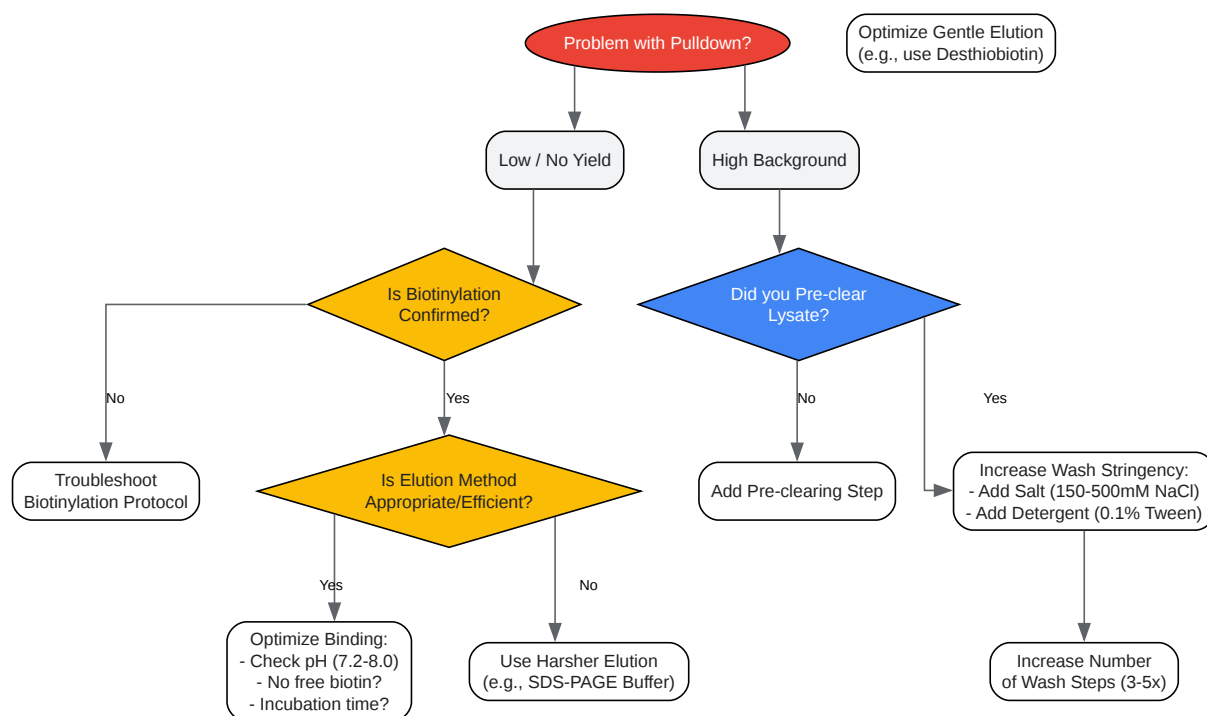 Problem with Pulldown?
Optimize Gentle Elution
(e.g., use Desthiobiotin)
Low / No Yield
High Background
Is Biotinylation
Confirmed?
Did you Pre-clear
Lysate?
No
Yes
No
Yes
Troubleshoot
Biotinylation Protocol
Is Elution Method
Appropriate/Efficient?
Add Pre-clearing Step
Increase Wash Stringency:
- Add Salt (150-500mM NaCl)
- Add Detergent (0.1% Tween)
Yes
No
Optimize Binding:
- Check pH (7.2-8.0)
- No free biotin?
- Incubation time?
Use Harsher Elution
(e.g., SDS-PAGE Buffer)
Increase Number
of Wash Steps (3-5x)